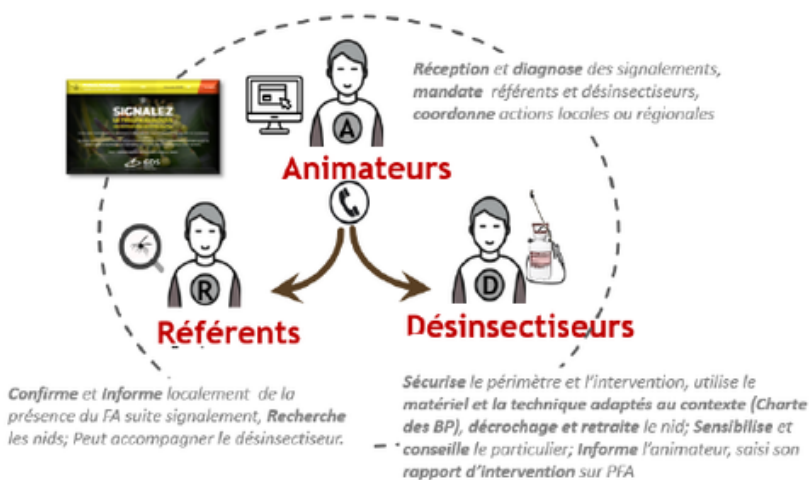 Réception et diagnose des signalements,
mandate référents et désinsectiseurs,
coordonne actions locales ou régionales
SIGNALEZ
GDS
A
Animateurs
R
D
Référents
Désinsectiseurs
Confirme et Informe localement de la
présence du FA suite signalement, Recherche
les nids; Peut accompagner le désinsectiseur.
Sécurise le périmètre et l'intervention, utilise le
matériel et la technique adaptés au contexte (Charte
des BP), décrochage et retraite le nid; Sensibilise et
conseille le particulier; Informe l'animateur, saisi son
rapport d'intervention sur PFA